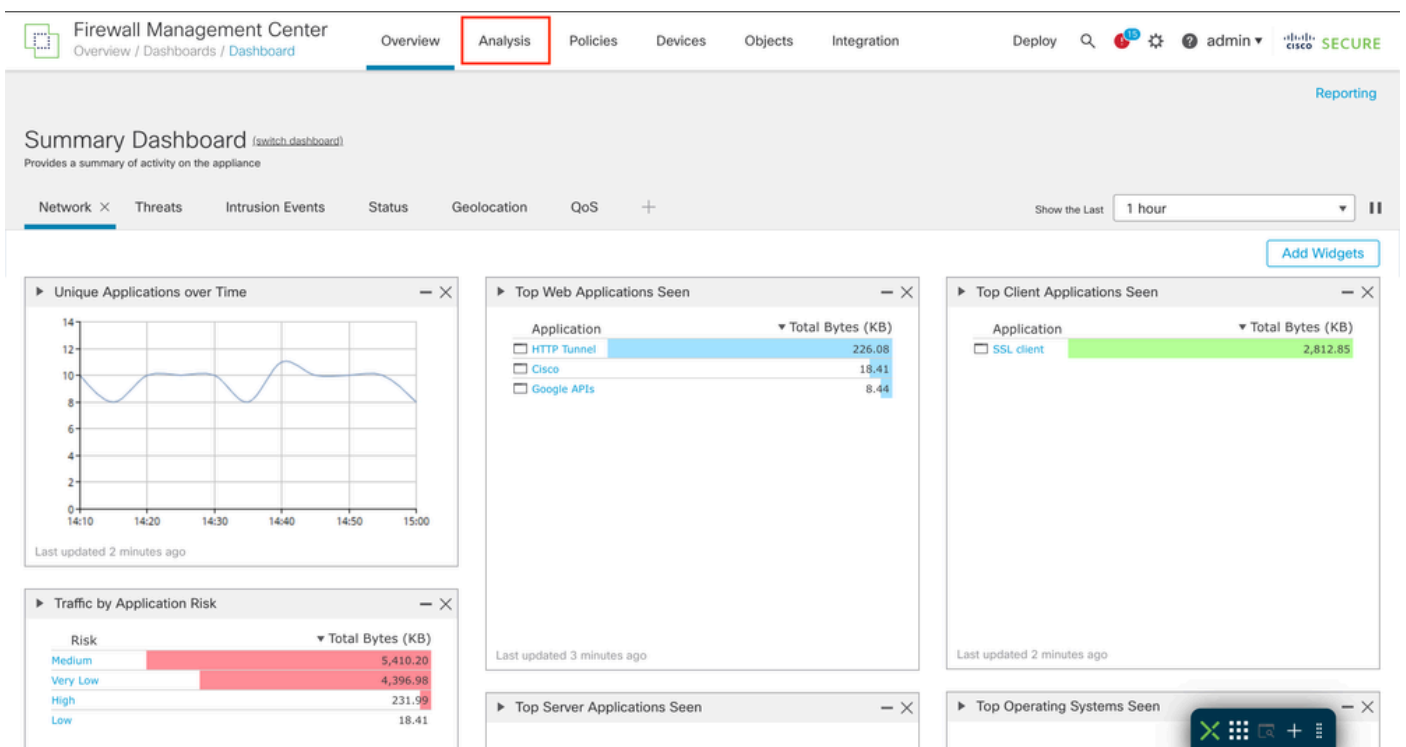 Firewall Management Center
Overview / Dashboards / Dashboard
Overview
Analysis
Policies
Devices
Objects
Integration
Deploy
15
admin
cisco SECURE
Reporting
Summary Dashboard (switch dashboard)
Provides a summary of activity on the appliance
Network
Threats
Intrusion Events
Status
Geolocation
QoS
Show the Last
1 hour
Add Widgets
Unique Applications over Time
14
12
10
8
6
4
2
0
14:10 14:20 14:30 14:40 14:50 15:00
Last updated 2 minutes ago
Top Web Applications Seen
Application Total Bytes (KB)
HTTP Tunnel 226.08
Cisco 18.41
Google APIs 8.44
Last updated 3 minutes ago
Top Client Applications Seen
Application Total Bytes (KB)
SSL client 2,812.85
Last updated 2 minutes ago
Traffic by Application Risk
Risk Total Bytes (KB)
Medium 5,410.20
Very Low 4,396.98
High 231.99
Low 18.41
Top Server Applications Seen
Top Operating Systems Seen